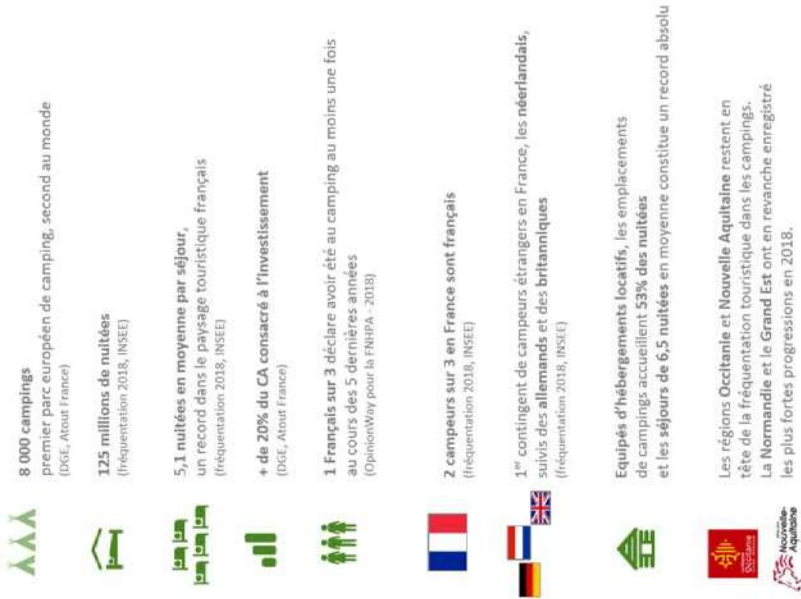 8 000 campings
premier parc européen de camping, second au monde
(DGE, Atout France)
125 millions de nuitées
(fréquentation 2018, INSEE)
5,1 nuitées en moyenne par séjour,
un record dans le paysage touristique français
(fréquentation 2018, INSEE)
+ de 20% du CA consacré à l'investissement
(DGE, Atout France)
1 Français sur 3 déclare avoir été au camping au moins une fois
au cours des 5 dernières années
(OpinionWay pour la FNHPA - 2018)
2 campeurs sur 3 en France sont français
(fréquentation 2018, INSEE)
1er contingent de campeurs étrangers en France, les néerlandais,
suivis des allemands et des britanniques
(fréquentation 2018, INSEE)
Equipés d'hébergements locatifs, les emplacements
de campings accueillent 53% des nuitées
et les séjours de 6,5 nuitées en moyenne constitue un record absolu
Les régions Occitanie et Nouvelle Aquitaine restent en
tête de la fréquentation touristique dans les campings.
La Normandie et le Grand Est ont en revanche enregistré
les plus fortes progressions en 2018.
Occitanie
Nouvelle-
Aquitaine